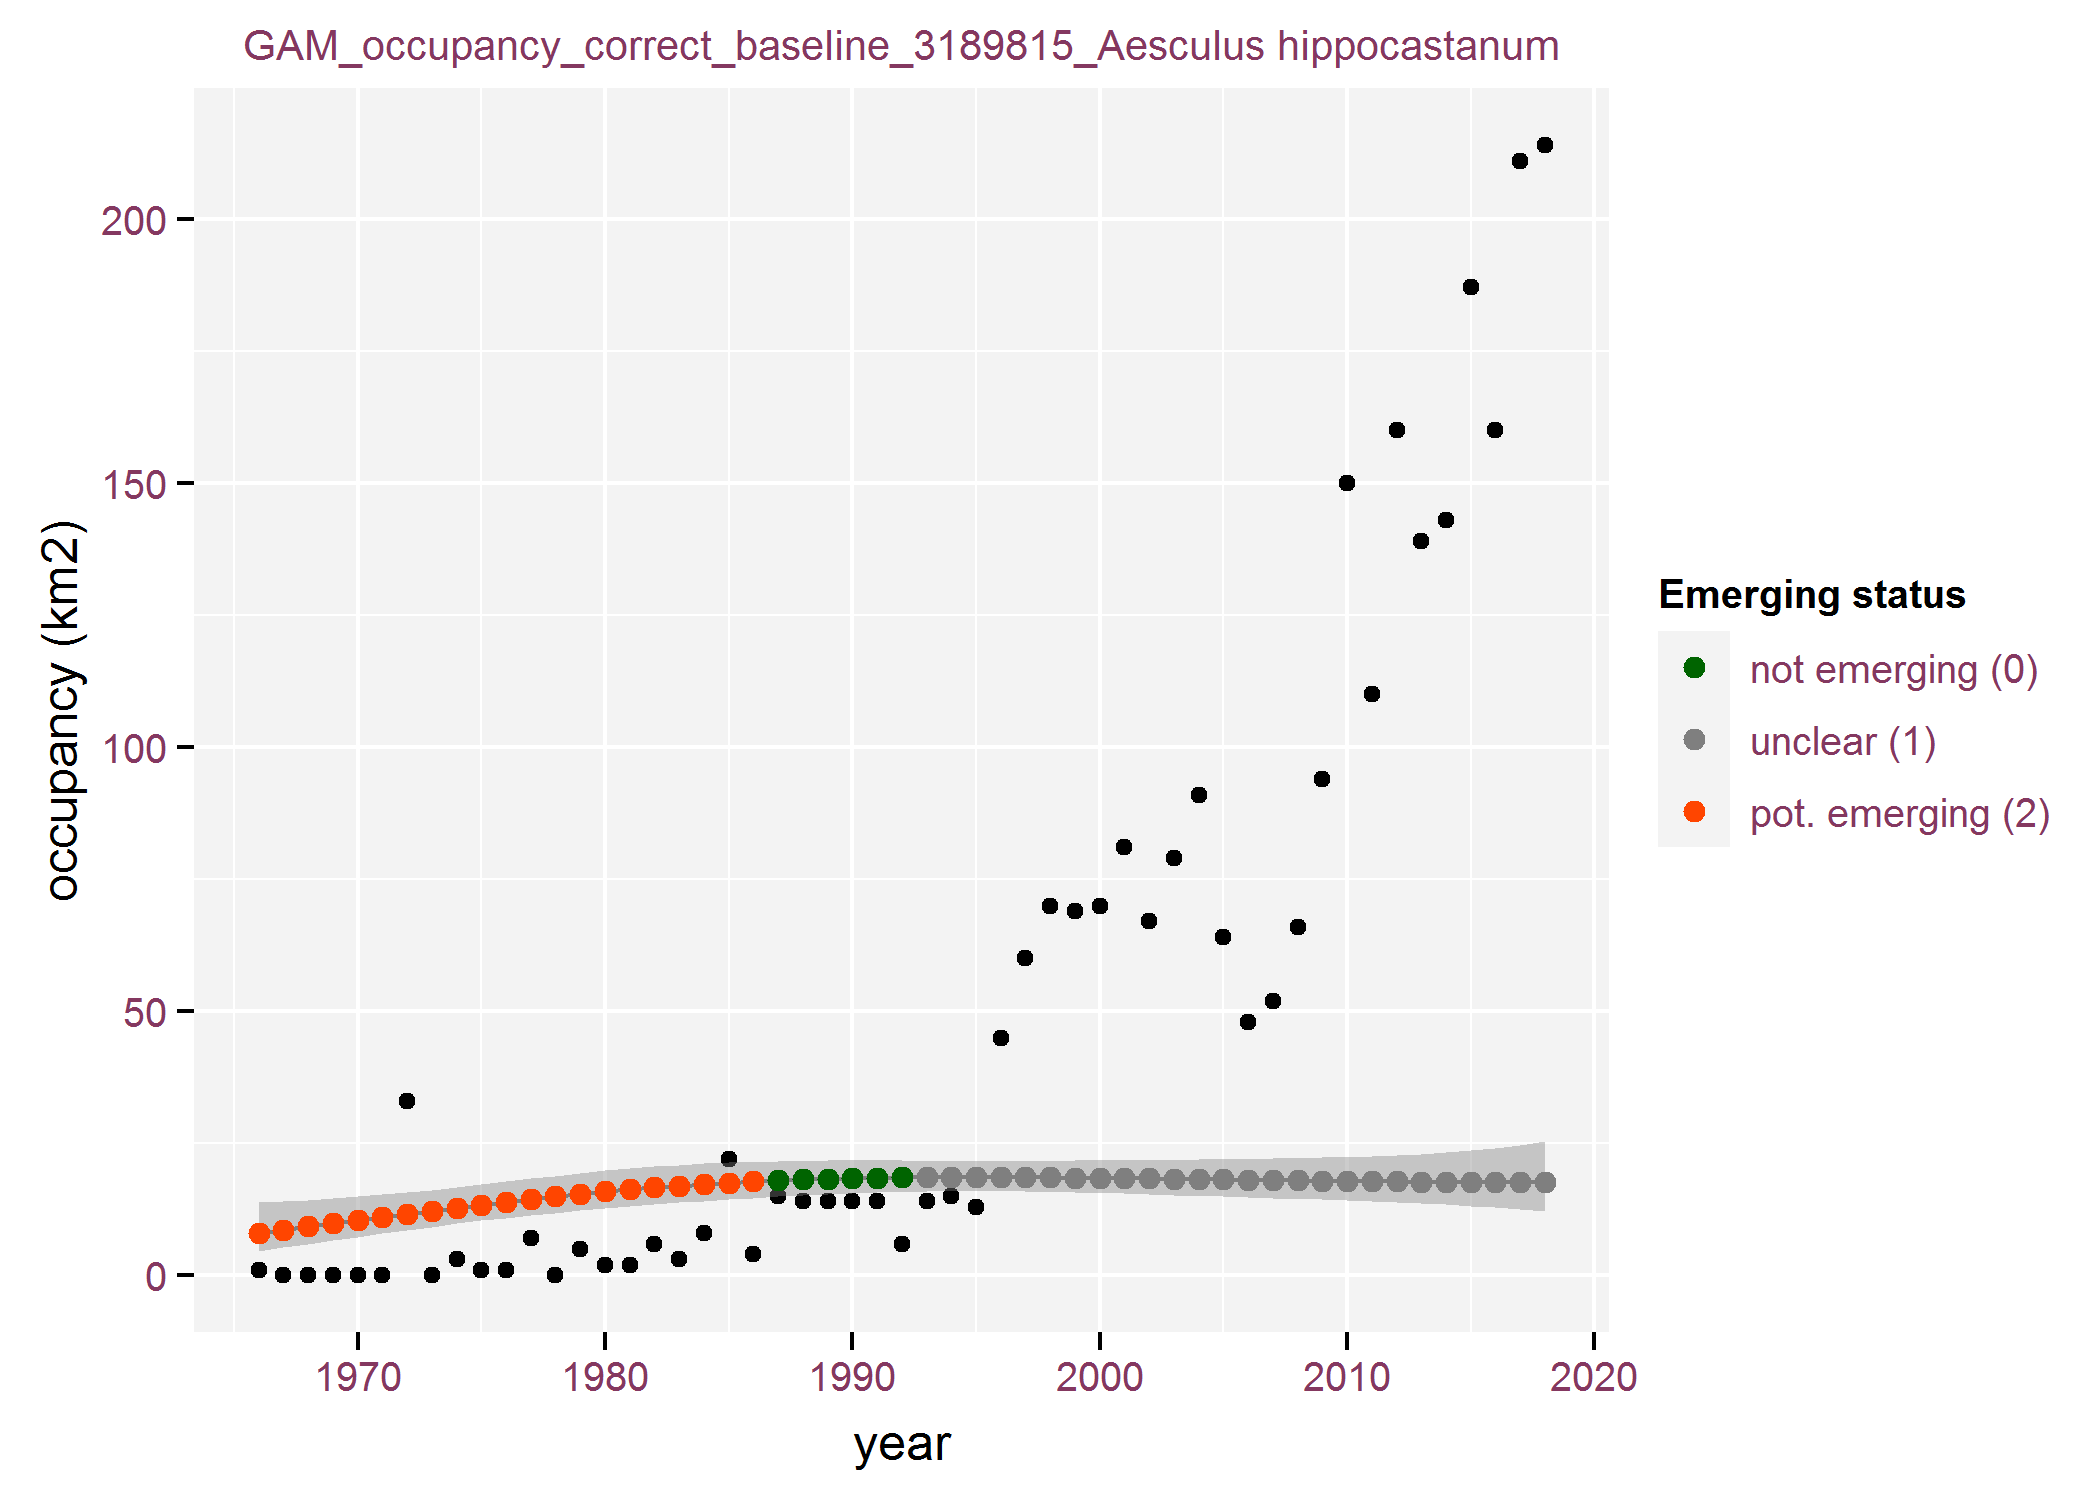 GAM_occupancy_correct_baseline_3189815_Aesculus hippocastanum
occupancy (km2)
200
150
100
50
0
1970 1980 1990 2000 2010 2020
year
Emerging status
not emerging (0)
unclear (1)
pot. emerging (2)